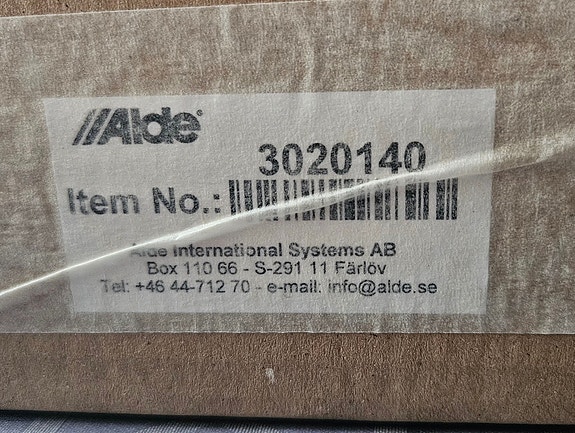 Alde®
3020140
Item No.:
Alde International Systems AB
Box 110 66 - S-291 11 Färlöv
Tel: +46 44-712 70 - e-mail: info@alde.se